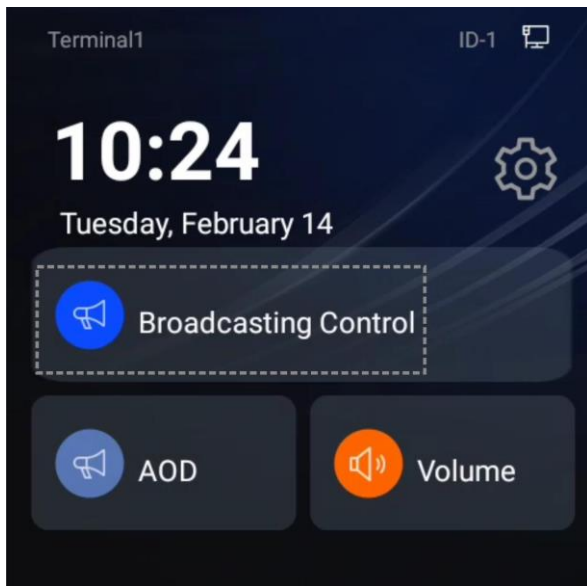 Terminal1 ID-1
10:24
Tuesday, February 14
Broadcasting Control
AOD Volume